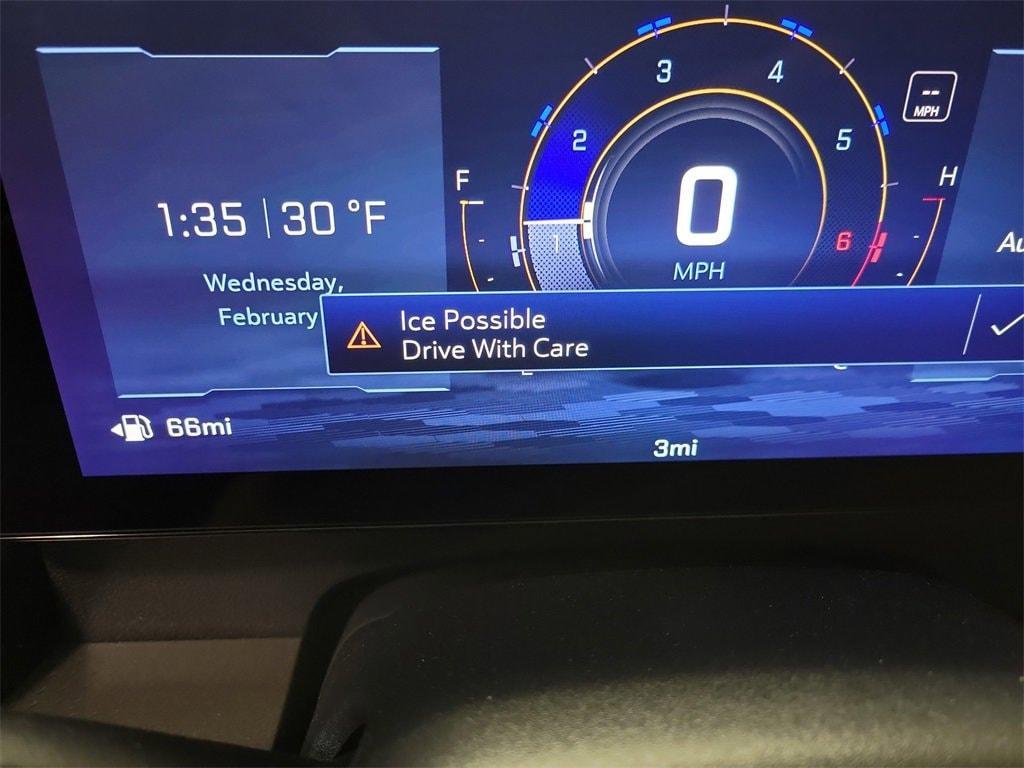 3 4
2 5
1 6
-- MPH
F
H
0
MPH
1:35 | 30 °F
Wednesday,
February
Ice Possible
Drive With Care
66mi
3mi